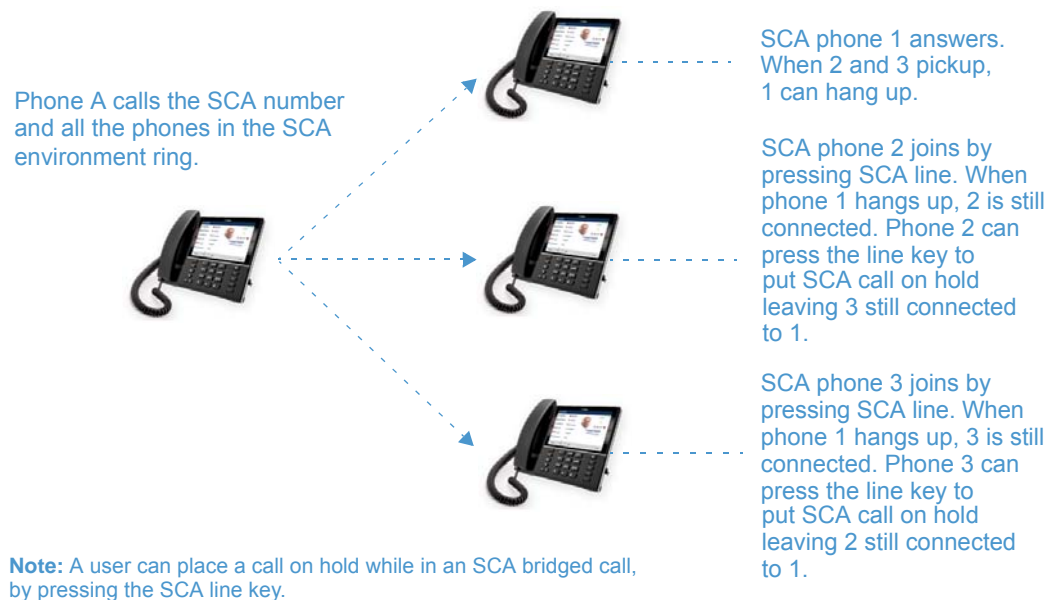 Phone A calls the SCA number
and all the phones in the SCA
environment ring.
SCA phone 1 answers.
When 2 and 3 pickup,
1 can hang up.
SCA phone 2 joins by
pressing SCA line. When
phone 1 hangs up, 2 is still
connected. Phone 2 can
press the line key to
put SCA call on hold
leaving 3 still connected
to 1.
SCA phone 3 joins by
pressing SCA line. When
phone 1 hangs up, 3 is still
connected. Phone 3 can
press the line key to
put SCA call on hold
leaving 2 still connected
to 1.
Note: A user can place a call on hold while in an SCA bridged call,
by pressing the SCA line key.